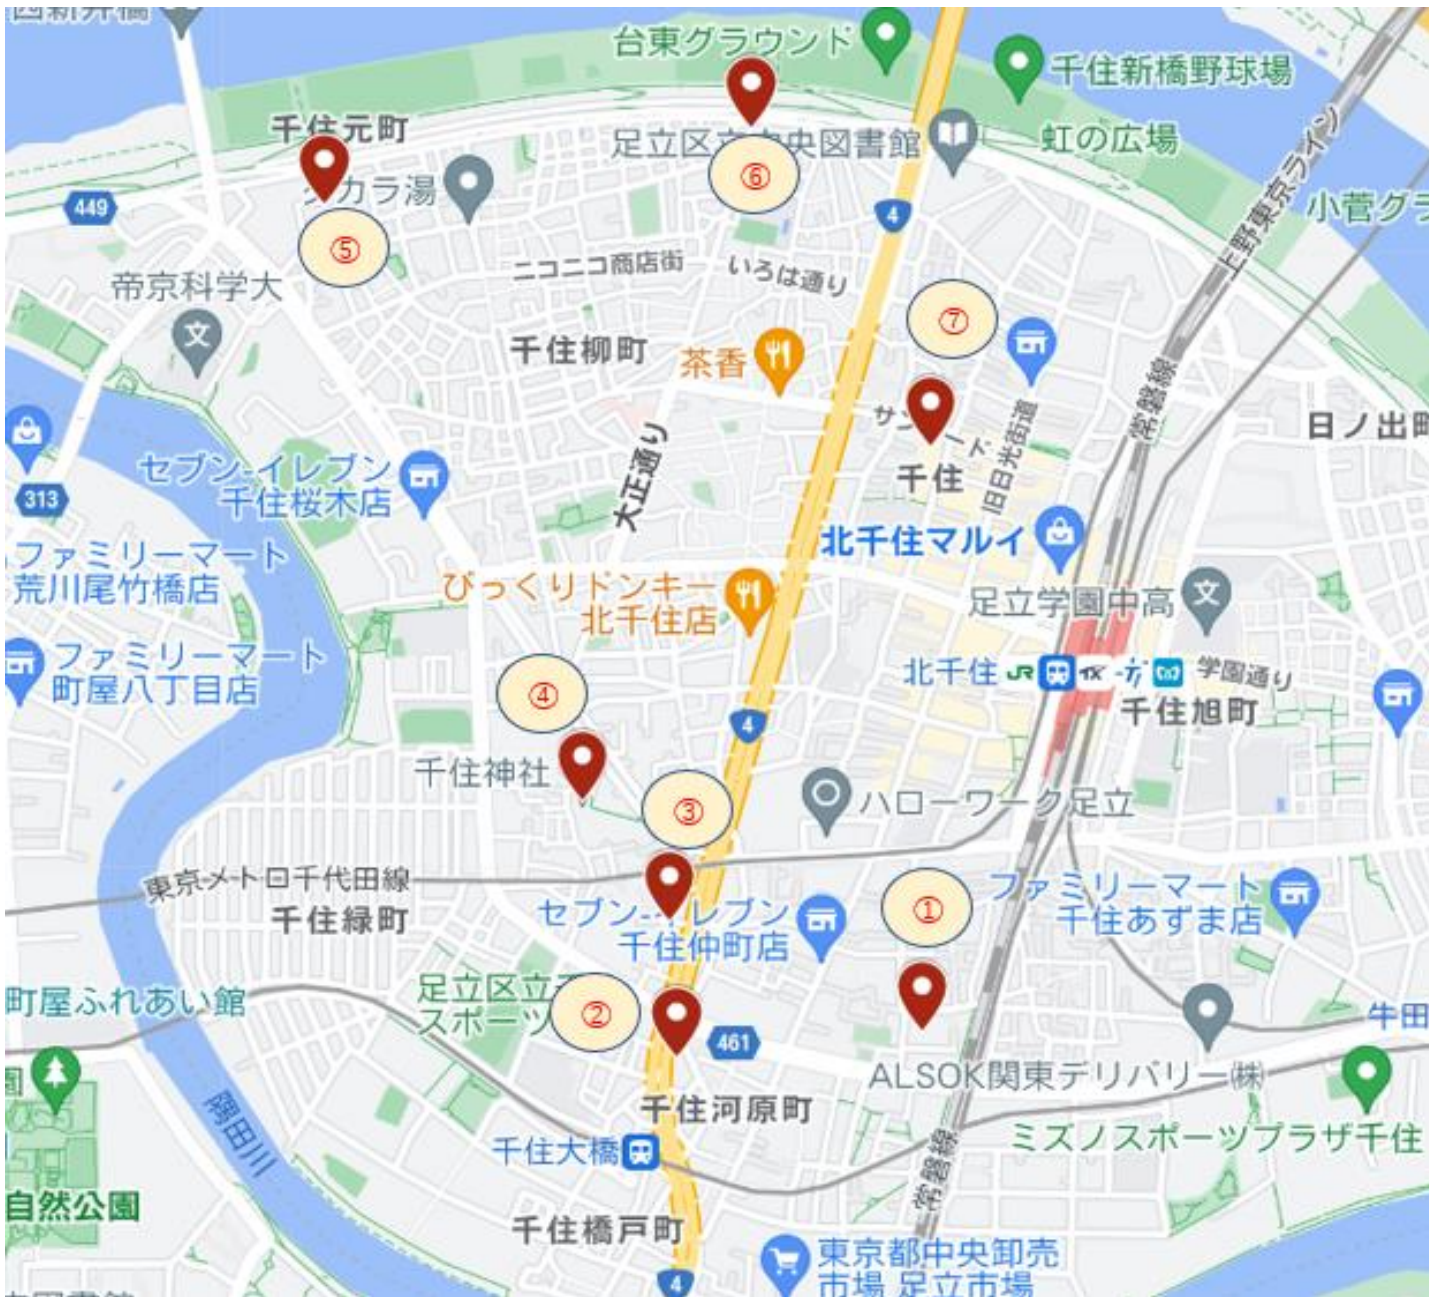 西新井橋
台東グラウンド
千住新橋野球場
千住元町
足立区立中央図書館
虹の広場
上野東京ライン
タカラ湯
⑥
449
4
小菅グラ
⑤
ニコニコ商店街
いろは通り
帝京科学大
⑦
千住柳町
茶香
常磐線
サン
ード
旧日光街道
日ノ出町
大正通り
セブン-イレブン
千住桜木店
千住
313
北千住マルイ
ファミリーマート
荒川尾竹橋店
びっくりドンキー
北千住店
足立学園中高
ファミリーマート
町屋八丁目店
北千住 JR TX
学園通り
④
千住旭町
4
千住神社
③
ハローワーク足立
東京メトロ千代田線
ファミリーマート
千住あずま店
①
千住緑町
セブン-イレブン
千住仲町店
足立区立千
スポーツ
町屋ふれあい館
②
牛田
461
ALSOK関東デリバリー㈱
千住河原町
隅田川
千住大橋
ミズノスポーツプラザ千住
常磐線
自然公園
千住橋戸町
東京都中央卸売
市場 足立市場
4